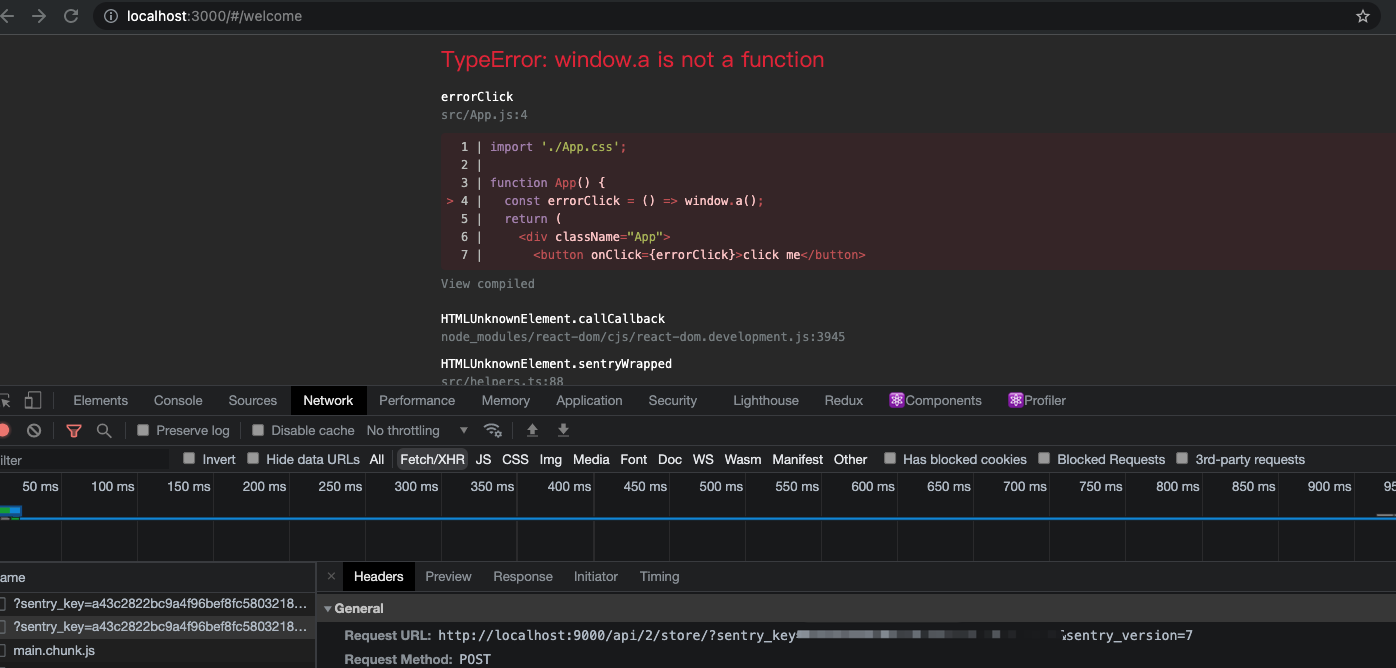 localhost:3000/#/welcome
TypeError: window.a is not a function
errorClick
src/App.js:4
1 | import './App.css';
2 |
3 | function App() {
> 4 | const errorClick = () => window.a();
5 | return (
6 | <div className="App">
7 | <button onClick={errorClick}>click me</button>
View compiled
HTMLUnknownElement.callCallback
node_modules/react-dom/cjs/react-dom.development.js:3945
HTMLUnknownElement.sentryWrapped
src/helpers.ts:88
Elements Console Sources Network Performance Memory Application Security Lighthouse Redux Components Profiler
Preserve log Disable cache No throttling
ilter Invert Hide data URLs All Fetch/XHR JS CSS Img Media Font Doc WS Wasm Manifest Other Has blocked cookies Blocked Requests 3rd-party requests
50 ms 100 ms 150 ms 200 ms 250 ms 300 ms 350 ms 400 ms 450 ms 500 ms 550 ms 600 ms 650 ms 700 ms 750 ms 800 ms 850 ms 900 ms 95
ame
?sentry_key=a43c2822bc9a4f96bef8fc5803218...
?sentry_key=a43c2822bc9a4f96bef8fc5803218...
main.chunk.js
× Headers Preview Response Initiator Timing
General
Request URL: http://localhost:9000/api/2/store/?sentry_key= &sentry_version=7
Request Method: POST